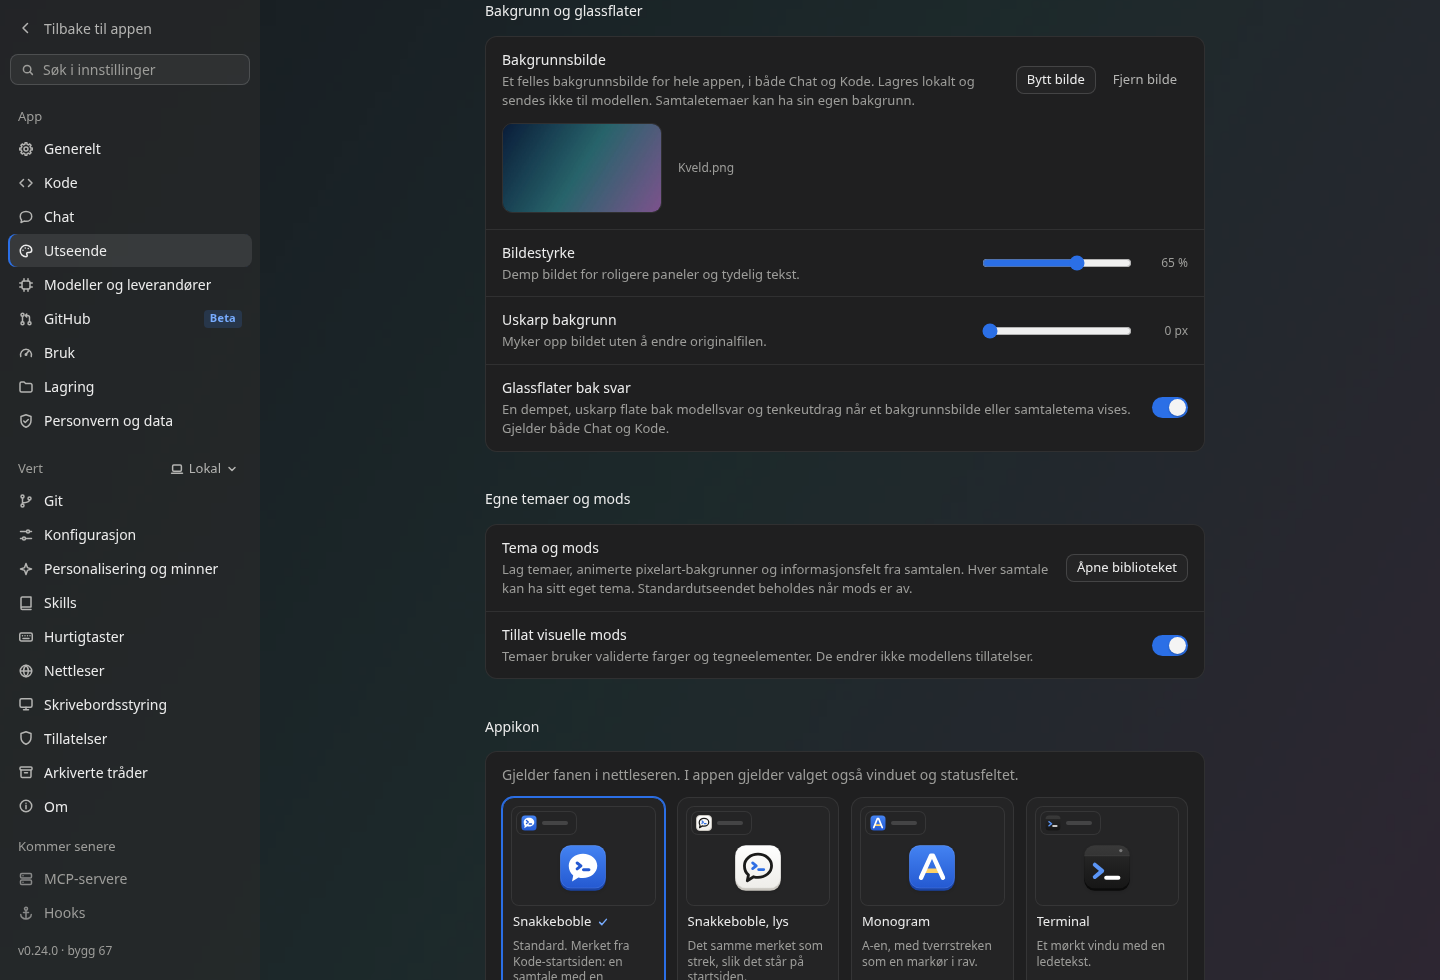 Tilbake til appen
Søk i innstillinger
App
Generelt
Kode
Chat
Utseende
Modeller og leverandører
GitHub
Beta
Bruk
Lagring
Personvern og data
Vert
Lokal
Git
Konfigurasjon
Personalisering og minner
Skills
Hurtigtaster
Nettleser
Skrivebordsstyring
Tillatelser
Arkiverte tråder
Om
Kommer senere
MCP-servere
Hooks
v0.24.0 · bygg 67
Bakgrunn og glassflater
Bakgrunnsbilde
Et felles bakgrunnsbilde for hele appen, i både Chat og Kode. Lagres lokalt og
sendes ikke til modellen. Samtaletemaer kan ha sin egen bakgrunn.
Bytt bilde
Fjern bilde
Kveld.png
Bildestyrke
Demp bildet for roligere paneler og tydelig tekst.
65 %
Uskarp bakgrunn
Myker opp bildet uten å endre originalfilen.
0 px
Glassflater bak svar
En dempet, uskarp flate bak modellsvar og tenkeutdrag når et bakgrunnsbilde eller samtaletema vises.
Gjelder både Chat og Kode.
Egne temaer og mods
Tema og mods
Lag temaer, animerte pixelart-bakgrunner og informasjonsfelt fra samtalen. Hver samtale
kan ha sitt eget tema. Standardutseendet beholdes når mods er av.
Åpne biblioteket
Tillat visuelle mods
Temaer bruker validerte farger og tegneelementer. De endrer ikke modellens tillatelser.
Appikon
Gjelder fanen i nettleseren. I appen gjelder valget også vinduet og statusfeltet.
Snakkeboble
Standard. Merket fra
Kode-startsiden: en
samtale med en
Snakkeboble, lys
Det samme merket som
strek, slik det står på
startsiden.
Monogram
A-en, med tverrstreken
som en markør i rav.
Terminal
Et mørkt vindu med en
ledetekst.